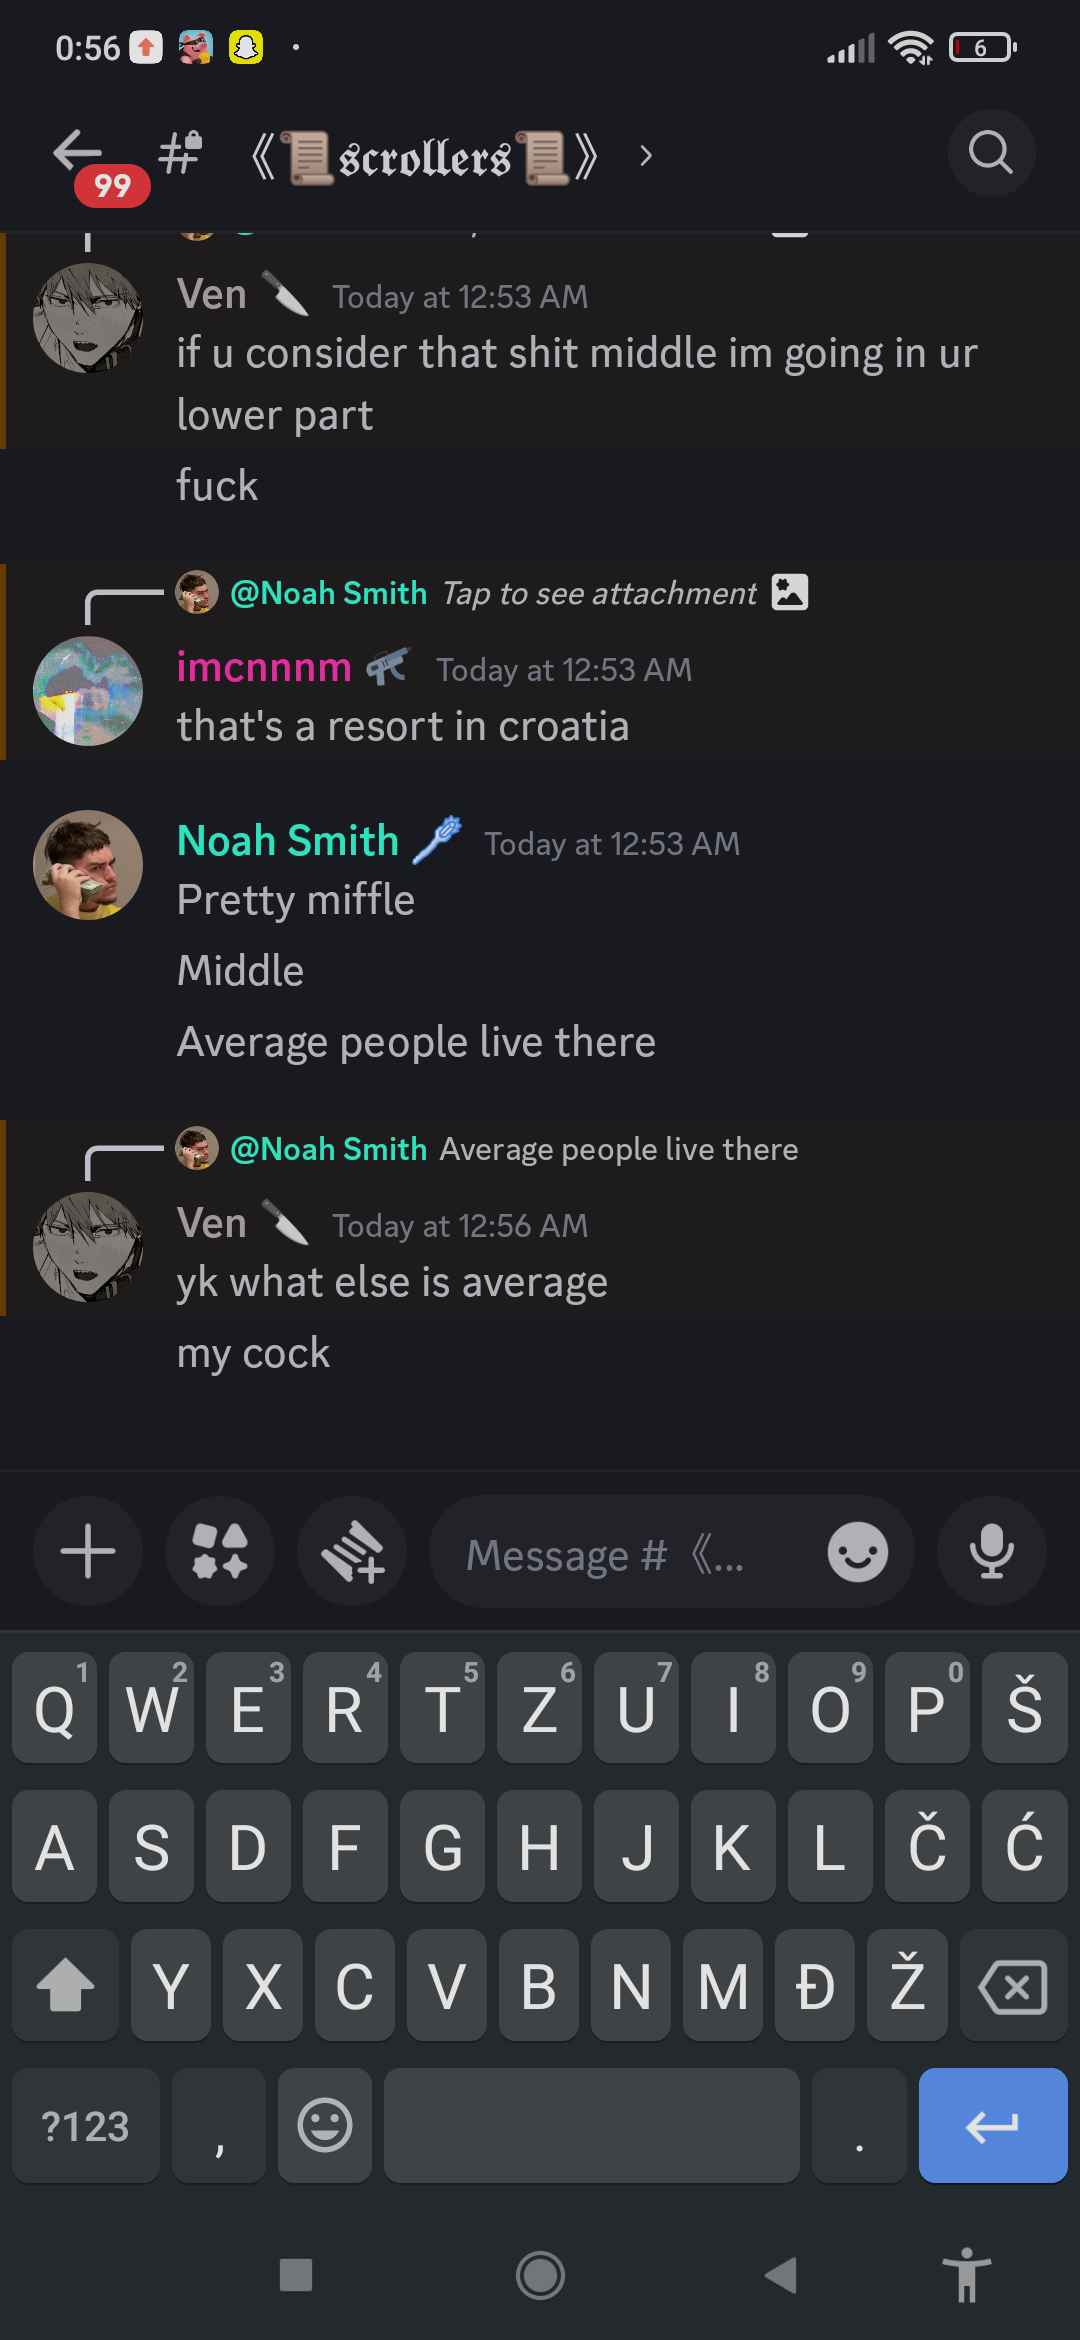 0:56
6
99
# 《📜𝖘𝖈𝖗𝖔𝖑𝖑𝖊𝖗𝖘📜》 ›
Ven 🔪 Today at 12:53 AM
if u consider that shit middle im going in ur
lower part
fuck
@Noah Smith Tap to see attachment
imcnnnm Today at 12:53 AM
that's a resort in croatia
Noah Smith Today at 12:53 AM
Pretty miffle
Middle
Average people live there
@Noah Smith Average people live there
Ven 🔪 Today at 12:56 AM
yk what else is average
my cock
Message # 《...
1 2 3 4 5 6 7 8 9 0
Q W E R T Z U I O P Š
A S D F G H J K L Č Ć
Y X C V B N M Đ Ž
?123 , .